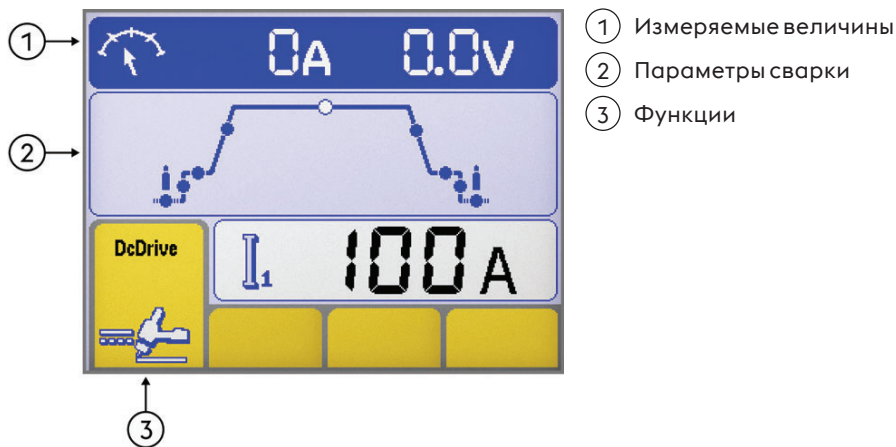 1 0A 0.0V
2
DcDrive I1 100A
3
1 Измеряемые величины
2 Параметры сварки
3 Функции